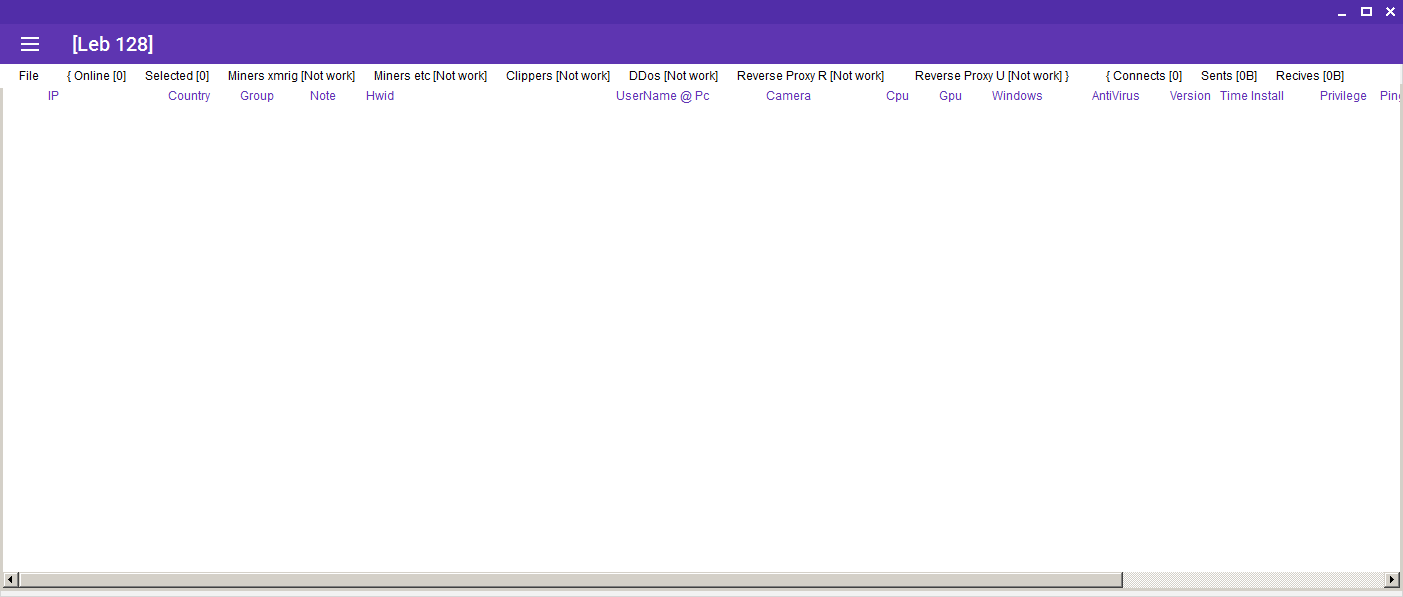 [Leb 128]
File { Online [0] Selected [0] Miners xmrig [Not work] Miners etc [Not work] Clippers [Not work] DDos [Not work] Reverse Proxy R [Not work] Reverse Proxy U [Not work] } { Connects [0] Sents [0B] Recives [0B]
IP Country Group Note Hwid UserName @ Pc Camera Cpu Gpu Windows AntiVirus Version Time Install Privilege Ping